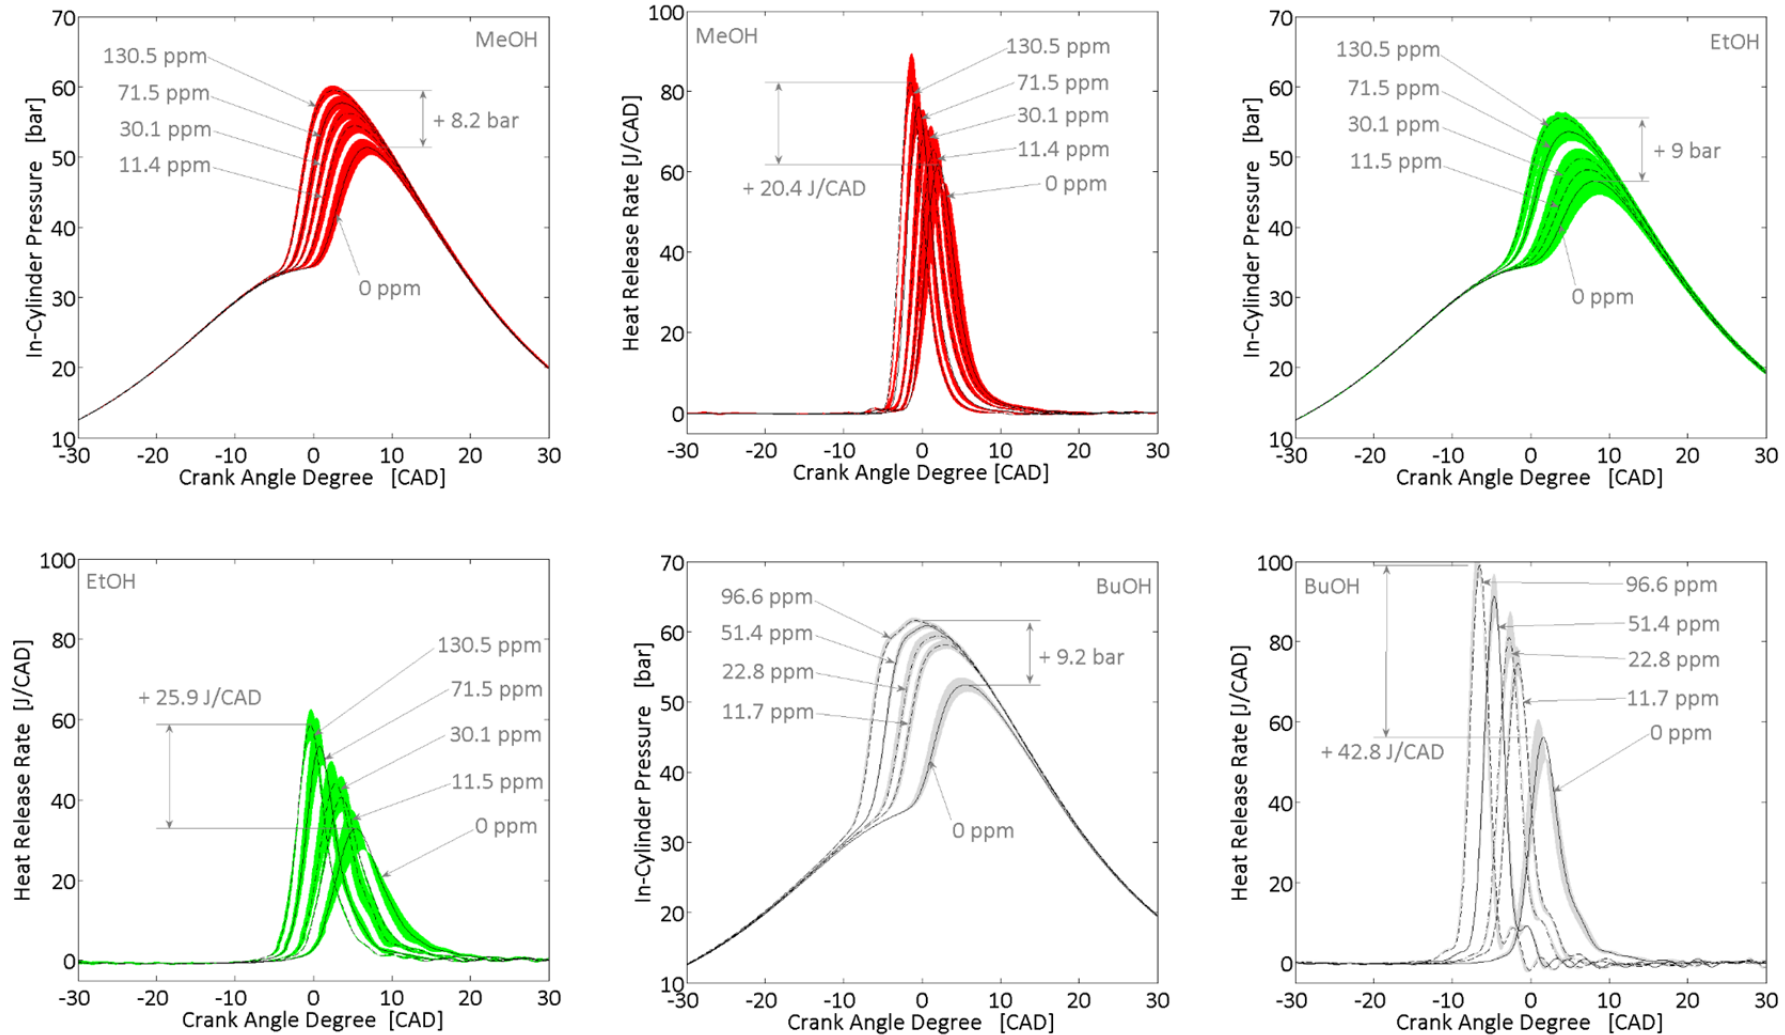 70
60
50
40
30
20
10
-30 -20 -10 0 10 20 30
In-Cylinder Pressure [bar]
Crank Angle Degree [CAD]
MeOH
130.5 ppm
71.5 ppm
30.1 ppm
11.4 ppm
0 ppm
+ 8.2 bar
100
80
60
40
20
0
-30 -20 -10 0 10 20 30
Heat Release Rate [J/CAD]
Crank Angle Degree [CAD]
MeOH
130.5 ppm
71.5 ppm
30.1 ppm
11.4 ppm
0 ppm
+ 20.4 J/CAD
70
60
50
40
30
20
10
-30 -20 -10 0 10 20 30
In-Cylinder Pressure [bar]
Crank Angle Degree [CAD]
EtOH
130.5 ppm
71.5 ppm
30.1 ppm
11.5 ppm
0 ppm
+ 9 bar
100
80
60
40
20
0
-30 -20 -10 0 10 20 30
Heat Release Rate [J/CAD]
Crank Angle Degree [CAD]
EtOH
130.5 ppm
71.5 ppm
30.1 ppm
11.5 ppm
0 ppm
+ 25.9 J/CAD
70
60
50
40
30
20
10
-30 -20 -10 0 10 20 30
In-Cylinder Pressure [bar]
Crank Angle Degree [CAD]
BuOH
96.6 ppm
51.4 ppm
22.8 ppm
11.7 ppm
0 ppm
+ 9.2 bar
100
80
60
40
20
0
-30 -20 -10 0 10 20 30
Heat Release Rate [J/CAD]
Crank Angle Degree [CAD]
BuOH
96.6 ppm
51.4 ppm
22.8 ppm
11.7 ppm
0 ppm
+ 42.8 J/CAD